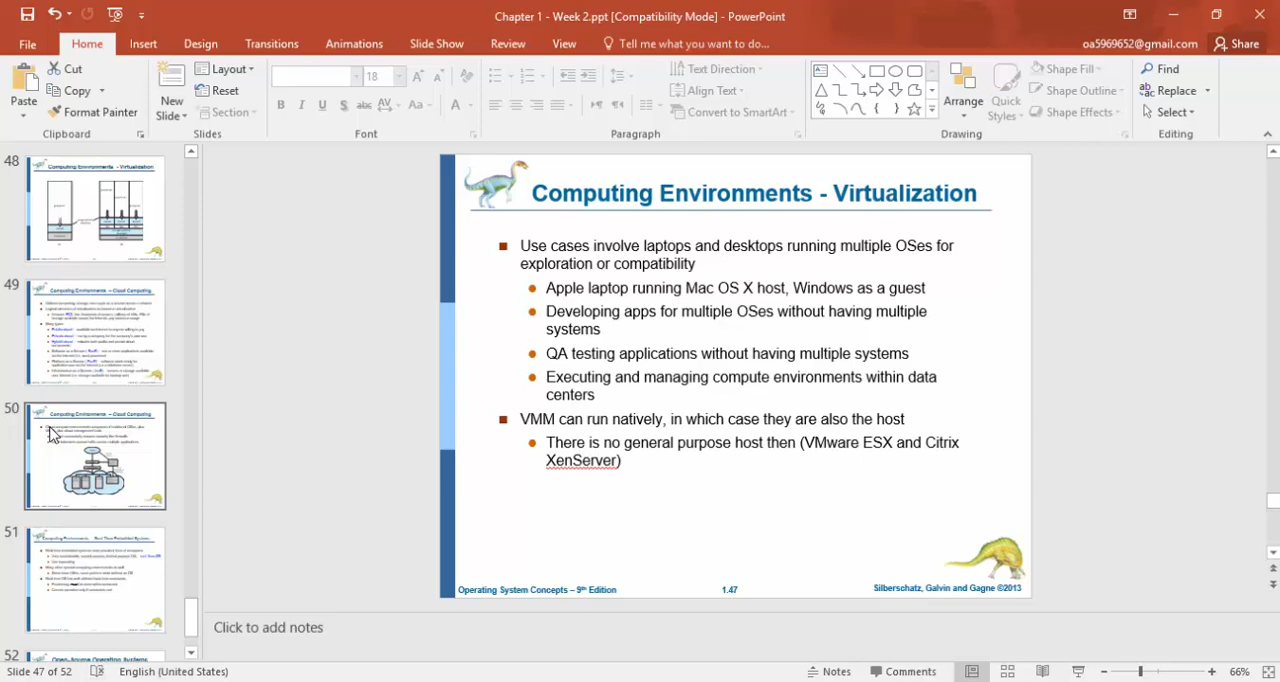 Chapter 1 - Week 2.ppt [Compatibility Mode] - PowerPoint
File Home Insert Design Transitions Animations Slide Show Review View Tell me what you want to do... oa5969652@gmail.com Share
Paste
Cut
Copy
Format Painter
Clipboard
New
Slide
Layout
Reset
Section
Slides
18
Font
Text Direction
Align Text
Convert to SmartArt
Paragraph
Arrange
Quick
Styles
Shape Fill
Shape Outline
Shape Effects
Drawing
Find
Replace
Select
Editing
48
Computing Environments - Virtualization
49
Computing Environments – Cloud Computing
50
Computing Environments – Cloud Computing
51
Computing Environments – Real-Time Embedded Systems
52
Open-Source Operating Systems
Computing Environments - Virtualization
Use cases involve laptops and desktops running multiple OSes for
exploration or compatibility
Apple laptop running Mac OS X host, Windows as a guest
Developing apps for multiple OSes without having multiple
systems
QA testing applications without having multiple systems
Executing and managing compute environments within data
centers
VMM can run natively, in which case they are also the host
There is no general purpose host then (VMware ESX and Citrix
XenServer)
Operating System Concepts – 9th Edition 1.47 Silberschatz, Galvin and Gagne ©2013
Click to add notes
Slide 47 of 52 English (United States) Notes Comments 66%